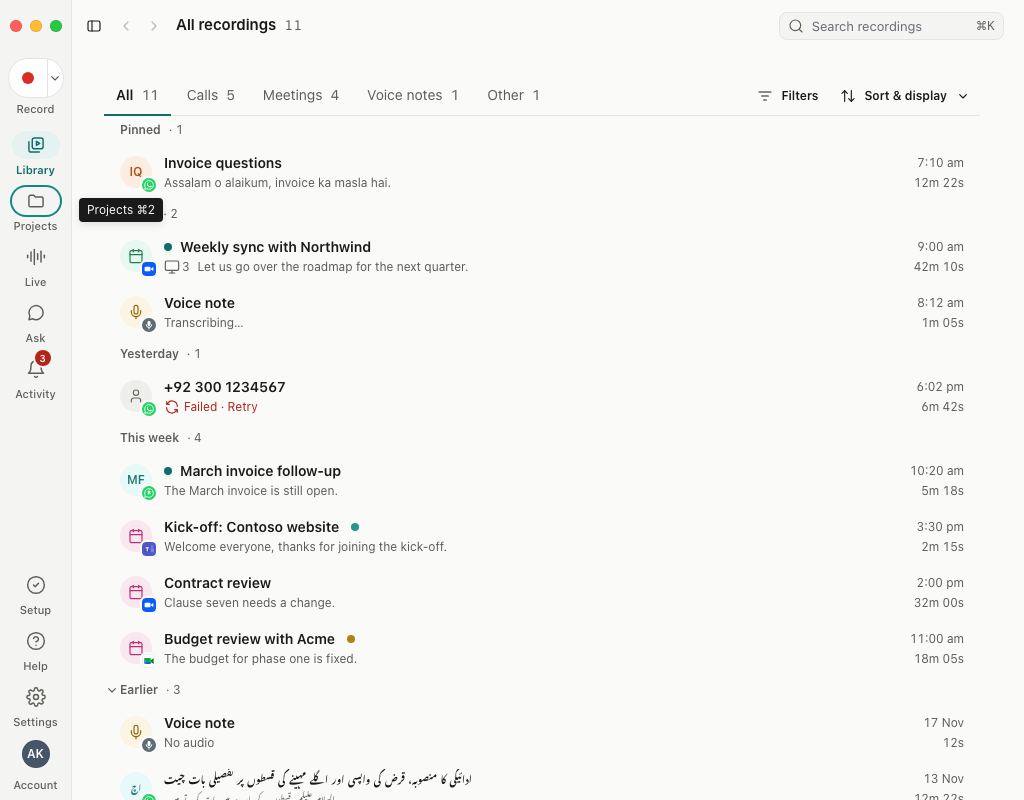 All recordings 11
Search recordings ⌘K
Record
Library
Projects
Live
Ask
3
Activity
Setup
Help
Settings
AK
Account
Projects ⌘2
All 11
Calls 5
Meetings 4
Voice notes 1
Other 1
Filters
Sort & display
Pinned · 1
IQ
Invoice questions
7:10 am
Assalam o alaikum, invoice ka masla hai.
12m 22s
· 2
Weekly sync with Northwind
9:00 am
3 Let us go over the roadmap for the next quarter.
42m 10s
Voice note
8:12 am
Transcribing…
1m 05s
Yesterday · 1
+92 300 1234567
6:02 pm
Failed · Retry
6m 42s
This week · 4
MF
March invoice follow-up
10:20 am
The March invoice is still open.
5m 18s
Kick-off: Contoso website
3:30 pm
Welcome everyone, thanks for joining the kick-off.
2m 15s
Contract review
2:00 pm
Clause seven needs a change.
32m 00s
Budget review with Acme
11:00 am
The budget for phase one is fixed.
18m 05s
Earlier · 3
Voice note
17 Nov
No audio
12s
اچ
ادائیگی کا منصوبہ، قرض کی واپسی اور اگلے مہینے کی قسطوں پر تفصیلی بات چیت
13 Nov
12m 22s